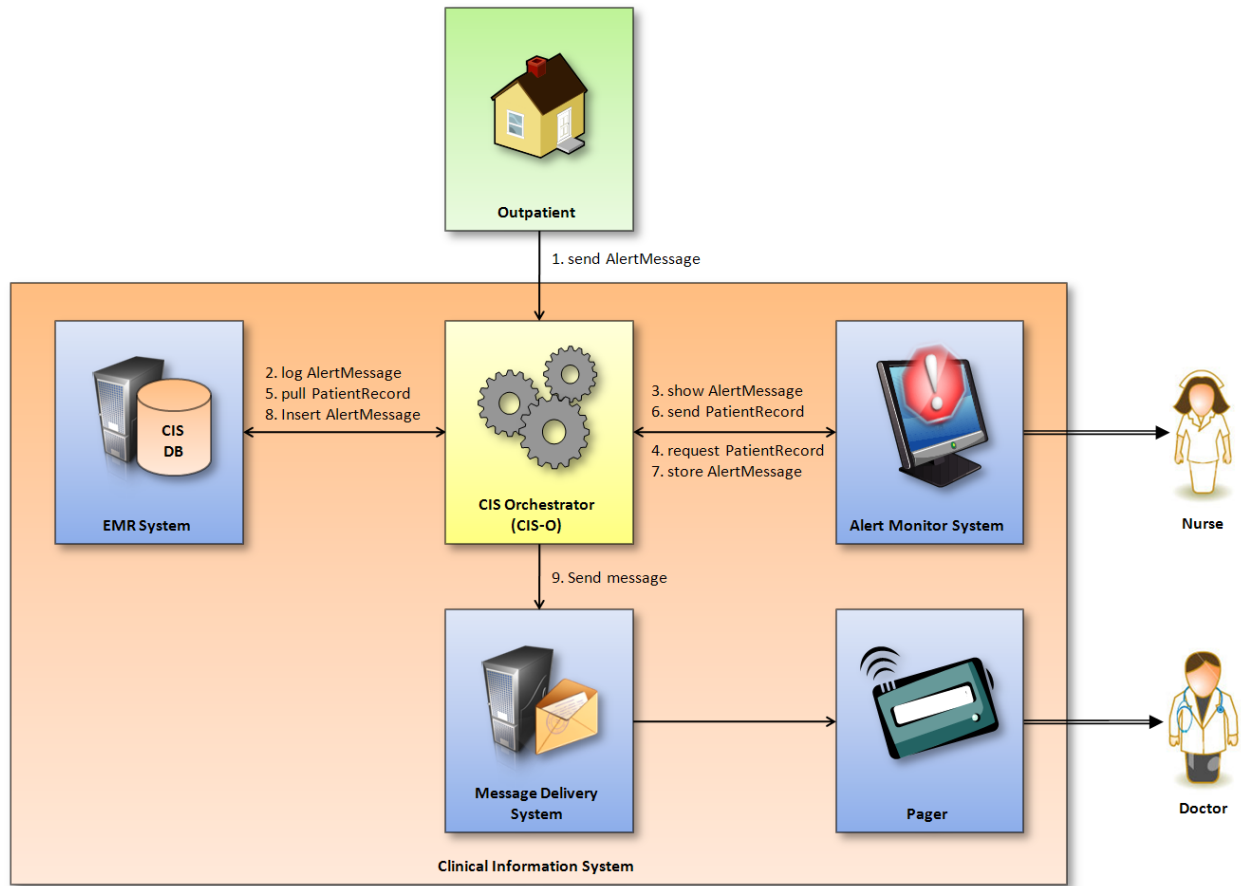 Outpatient
1. send AlertMessage
2. log AlertMessage
5. pull PatientRecord
8. Insert AlertMessage
3. show AlertMessage
6. send PatientRecord
4. request PatientRecord
7. store AlertMessage
CIS
DB
EMR System
CIS Orchestrator
(CIS-O)
Alert Monitor System
Nurse
9. Send message
Message Delivery
System
Pager
Doctor
Clinical Information System